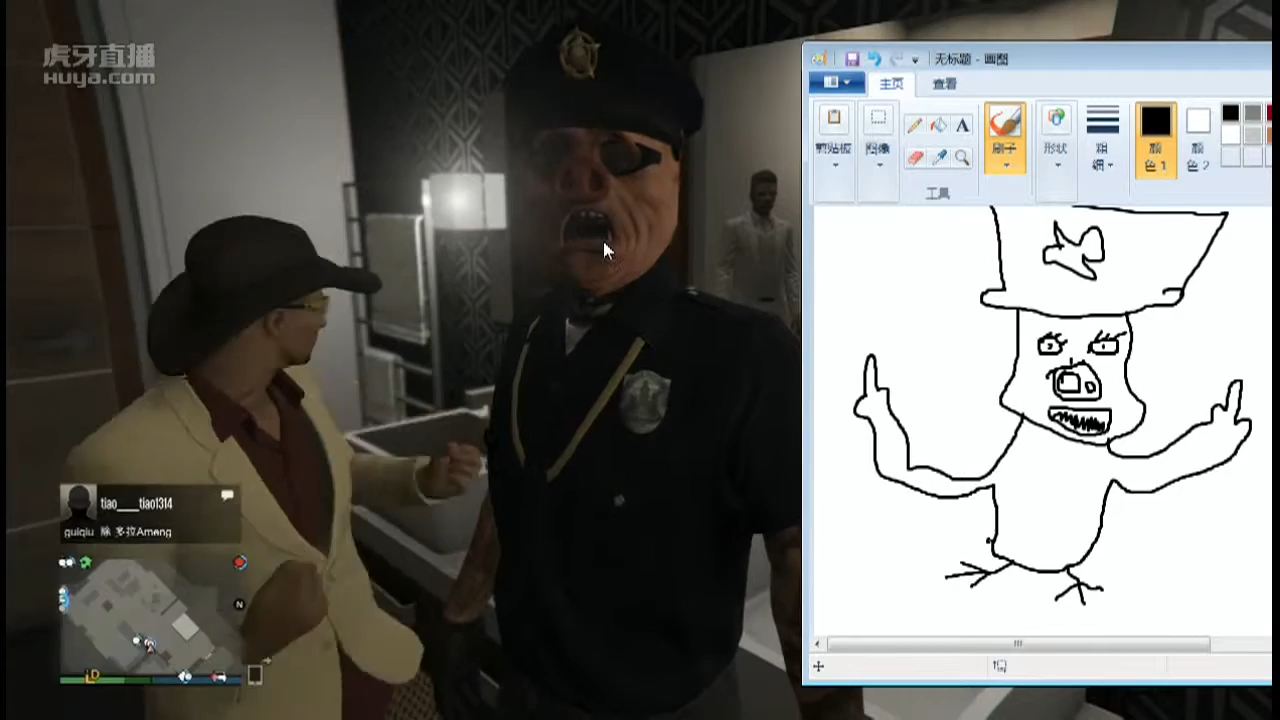 虎牙直播
Huya.com
无标题 - 画图
主页
查看
剪贴板
图像
A
刷子
形状
粗
细
颜
色 1
颜
色 2
工具
tiao___tiao1314
guiqiu 除 多拉Ameng
N